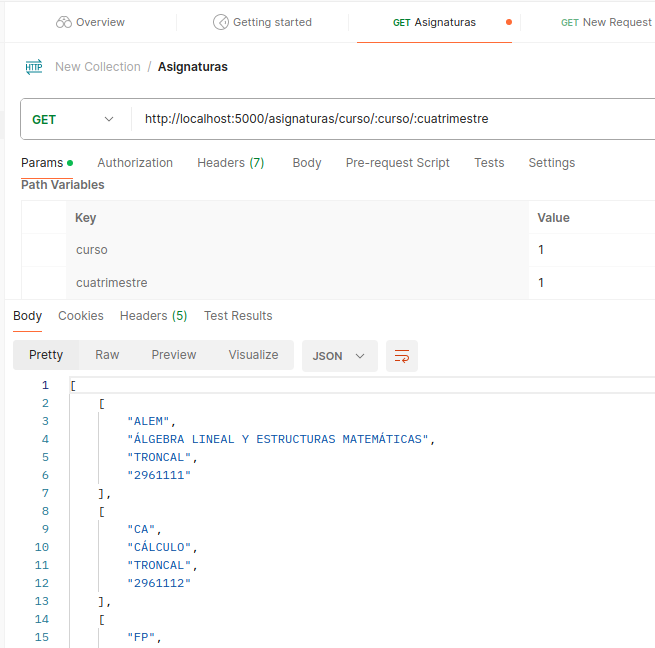 Overview Getting started GET Asignaturas GET New Request
HTTP New Collection / Asignaturas
GET http://localhost:5000/asignaturas/curso/:curso/:cuatrimestre
Params Authorization Headers (7) Body Pre-request Script Tests Settings
Path Variables
Key Value
curso 1
cuatrimestre 1
Body Cookies Headers (5) Test Results
Pretty Raw Preview Visualize JSON
1 [
2 [
3 "ALEM",
4 "ÁLGEBRA LINEAL Y ESTRUCTURAS MATEMÁTICAS",
5 "TRONCAL",
6 "2961111"
7 ],
8 [
9 "CA",
10 "CÁLCULO",
11 "TRONCAL",
12 "2961112"
13 ],
14 [
15 "FP",